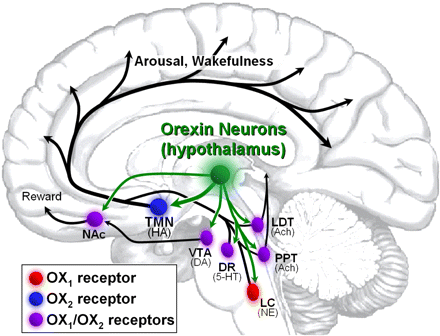 Arousal, Wakefulness
Orexin Neurons
(hypothalamus)
Reward
NAc
TMN
(HA)
VTA
(DA)
DR
(5-HT)
LDT
(Ach)
PPT
(Ach)
LC
(NE)
OX₁ receptor
OX₂ receptor
OX₁/OX₂ receptors